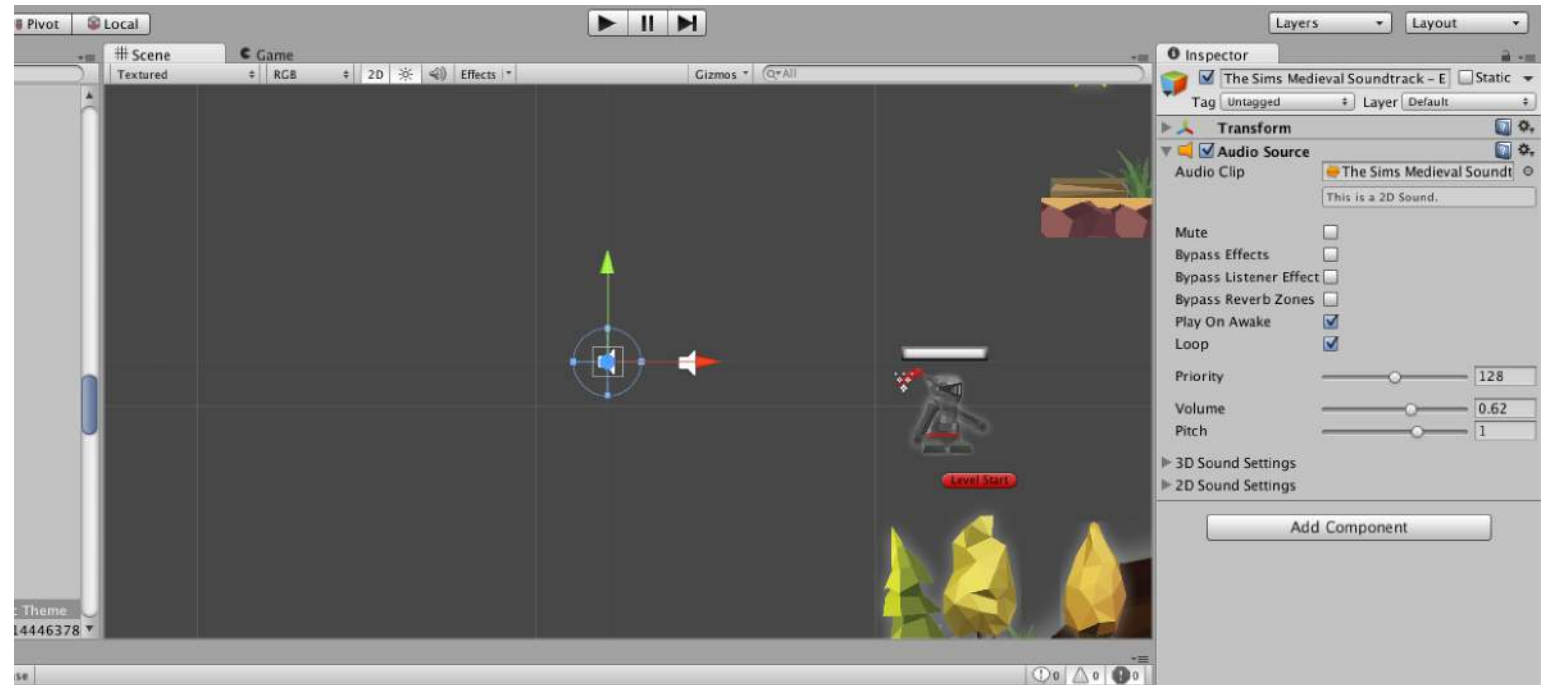 Pivot Local Layers Layout
Scene Game Inspector
Textured RGB 2D Effects Gizmos All
The Sims Medieval Soundtrack – E Static
Tag Untagged Layer Default
Transform
Audio Source
Audio Clip The Sims Medieval Soundt
This is a 2D Sound.
Mute
Bypass Effects
Bypass Listener Effect
Bypass Reverb Zones
Play On Awake
Loop
Priority 128
Volume 0.62
Pitch 1
3D Sound Settings
Level Start
2D Sound Settings
Add Component
Theme
14446378
se 0 0 0